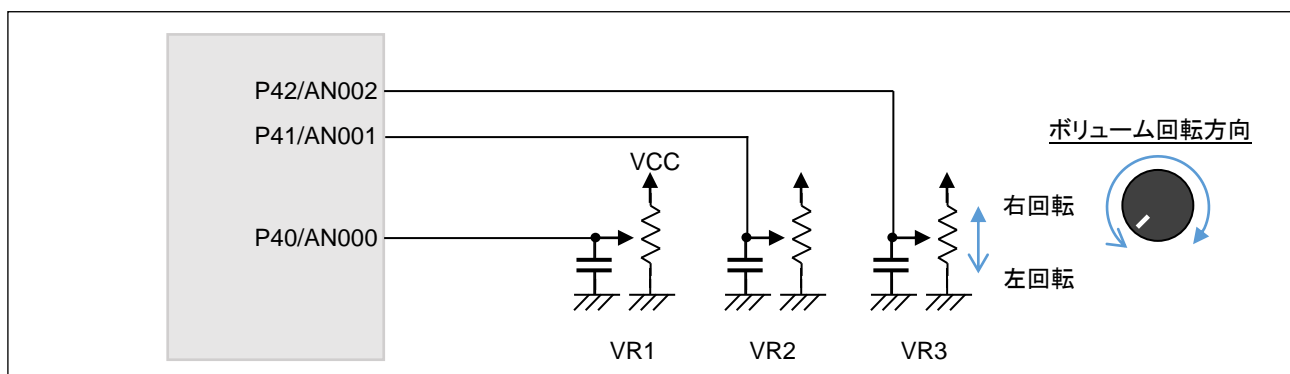 P42/AN002
P41/AN001
P40/AN000
VCC
ボリューム回転方向
右回転
左回転
VR1
VR2
VR3